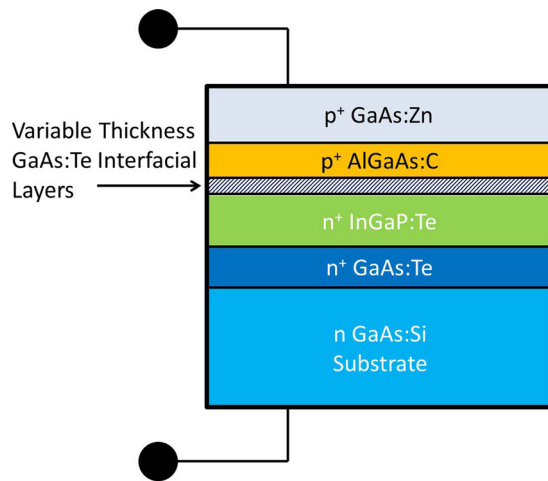 p⁺ GaAs:Zn
Variable Thickness
GaAs:Te Interfacial
Layers
p⁺ AlGaAs:C
n⁺ InGaP:Te
n⁺ GaAs:Te
n GaAs:Si
Substrate